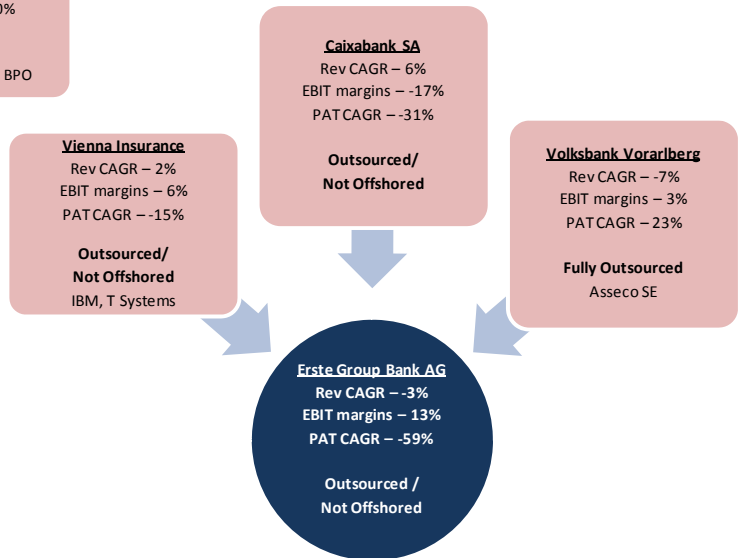 0%
BPO
Caixabank SA
Rev CAGR – 6%
EBIT margins – -17%
PAT CAGR – -31%
Outsourced/
Not Offshored
Vienna Insurance
Rev CAGR – 2%
EBIT margins – 6%
PAT CAGR – -15%
Outsourced/
Not Offshored
IBM, T Systems
Volksbank Vorarlberg
Rev CAGR – -7%
EBIT margins – 3%
PAT CAGR – 23%
Fully Outsourced
Asseco SE
Erste Group Bank AG
Rev CAGR – -3%
EBIT margins – 13%
PAT CAGR – -59%
Outsourced /
Not Offshored